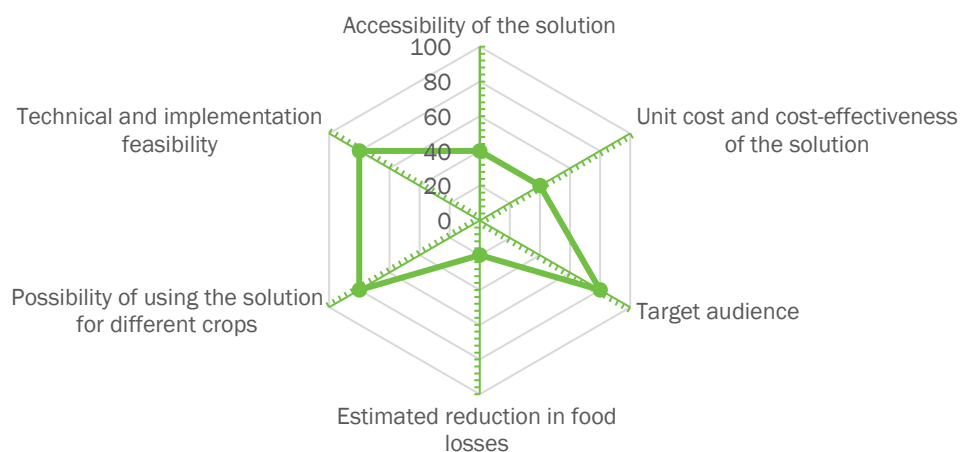 Accessibility of the solution
100
80
60
40
20
0
Technical and implementation
feasibility
Unit cost and cost-effectiveness
of the solution
Possibility of using the solution
for different crops
Target audience
Estimated reduction in food
losses